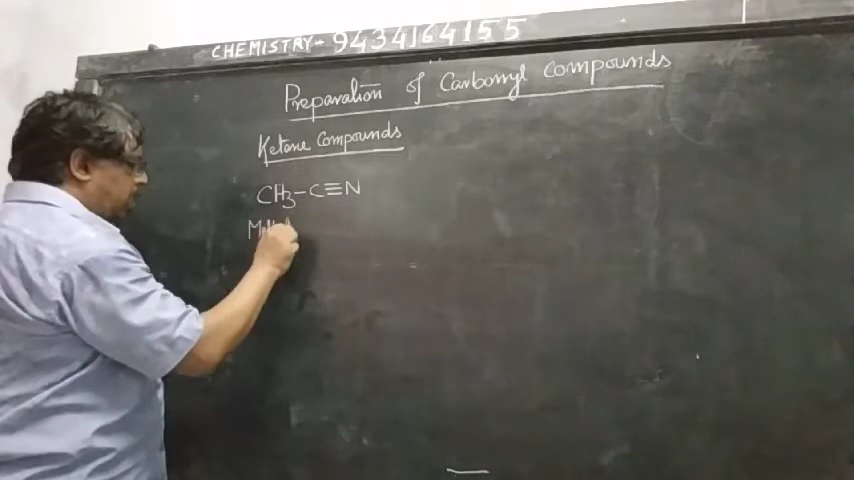 CHEMISTRY- 9434164155
Preparation of Carbonyl Compounds
Ketone Compounds
CH3-C≡N